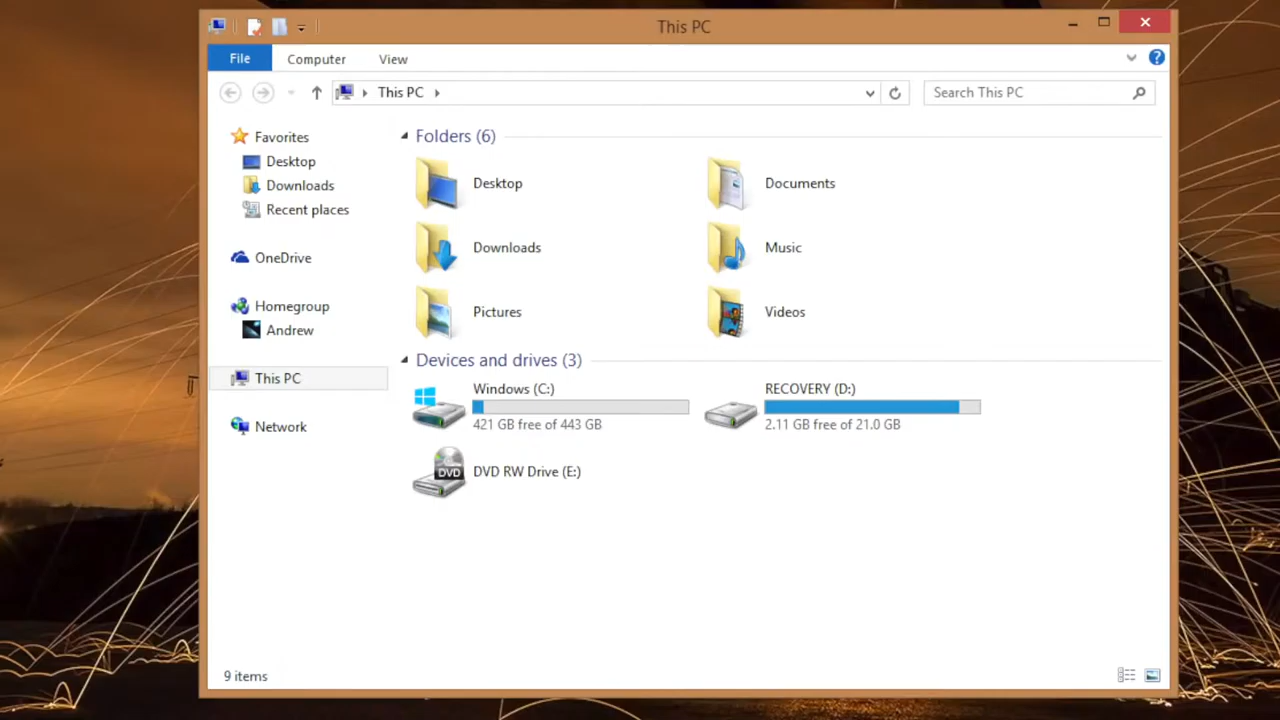 This PC
File
Computer
View
This PC
Search This PC
Favorites
Desktop
Downloads
Recent places
OneDrive
Homegroup
Andrew
This PC
Network
Folders (6)
Desktop
Documents
Downloads
Music
Pictures
Videos
Devices and drives (3)
Windows (C:)
421 GB free of 443 GB
RECOVERY (D:)
2.11 GB free of 21.0 GB
DVD
DVD RW Drive (E:)
9 items